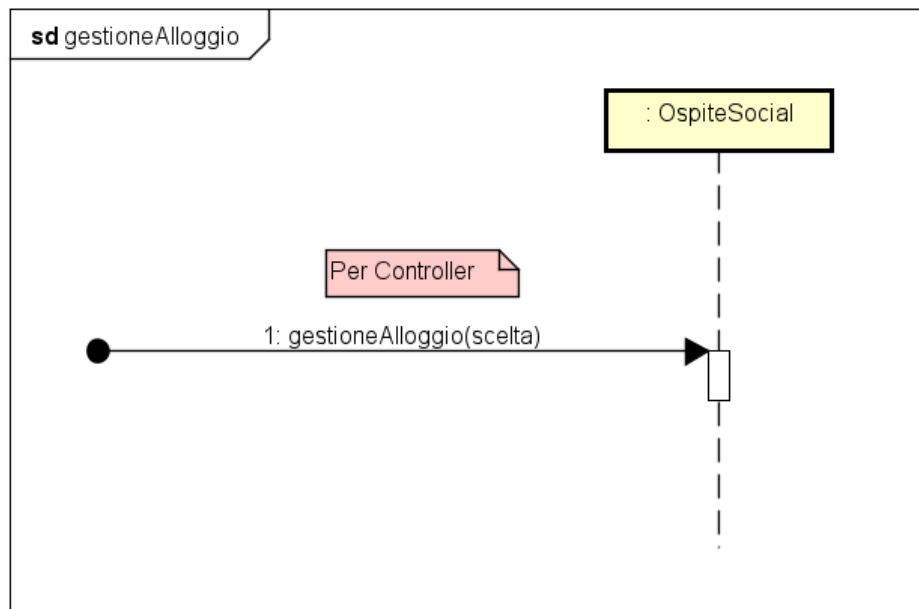 sd gestioneAlloggio
: OspiteSocial
Per Controller
1: gestioneAlloggio(scelta)